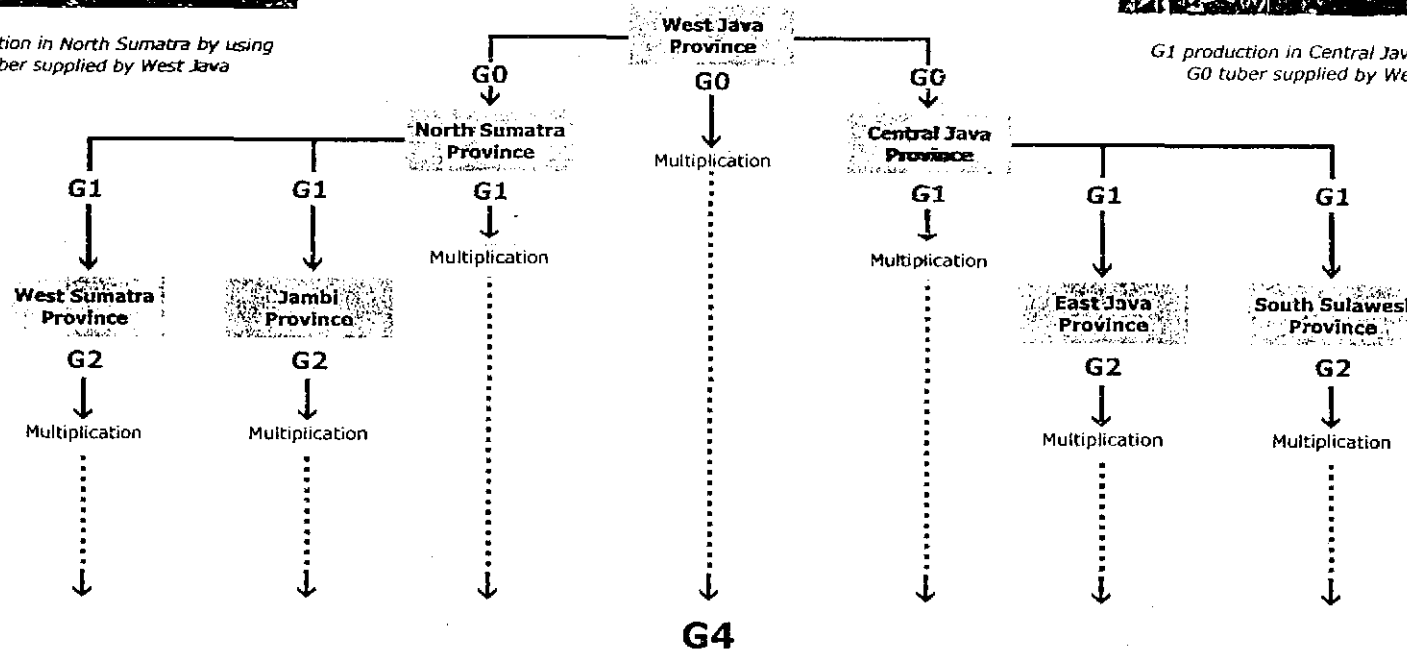 West Java
Province
tion in North Sumatra by using
ber supplied by West Java
G1 production in Central Jav
G0 tuber supplied by We
G0
G0
G0
North Sumatra
Province
Central Java
Province
Multiplication
G1
G1
G1
G1
G1
G1
Multiplication
Multiplication
West Sumatra
Province
Jambi
Province
East Java
Province
South Sulawesi
Province
G2
G2
G2
G2
Multiplication
Multiplication
Multiplication
Multiplication
G4